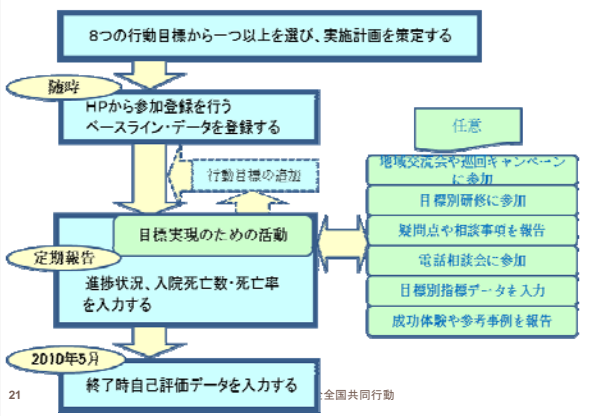 8つの行動目標から一つ以上を選び、実施計画を策定する
随時
HPから参加登録を行う
ベースライン・データを登録する
行動目標の追加
目標実現のための活動
定期報告
進捗状況、入院死亡数・死亡率
を入力する
2010年5月
終了時自己評価データを入力する
任意
地域交流会や巡回キャンペーン
に参加
目標別研修に参加
疑問点や相談事項を報告
電話相談会に参加
目標別指標データを入力
成功体験や参考事例を報告
21
全国共同行動